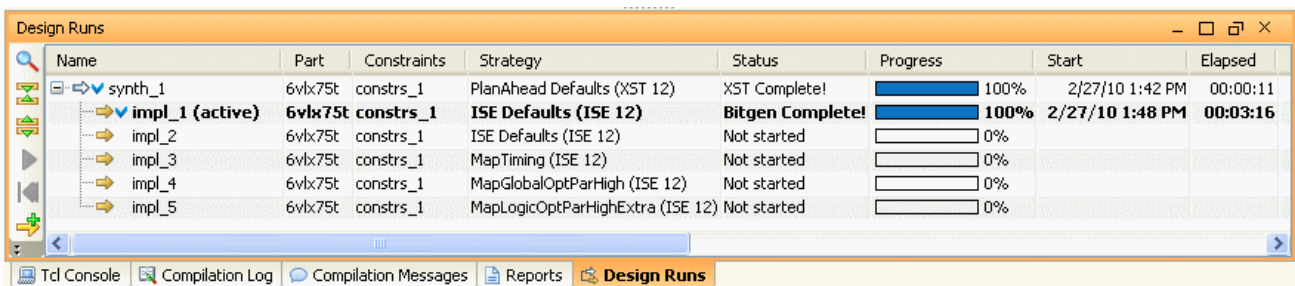 Design Runs
Name Part Constraints Strategy Status Progress Start Elapsed
synth_1 6vlx75t constrs_1 PlanAhead Defaults (XST 12) XST Complete! 100% 2/27/10 1:42 PM 00:00:11
impl_1 (active) 6vlx75t constrs_1 ISE Defaults (ISE 12) Bitgen Complete! 100% 2/27/10 1:48 PM 00:03:16
impl_2 6vlx75t constrs_1 ISE Defaults (ISE 12) Not started 0%
impl_3 6vlx75t constrs_1 MapTiming (ISE 12) Not started 0%
impl_4 6vlx75t constrs_1 MapGlobalOptParHigh (ISE 12) Not started 0%
impl_5 6vlx75t constrs_1 MapLogicOptParHighExtra (ISE 12) Not started 0%
Tcl Console Compilation Log Compilation Messages Reports Design Runs